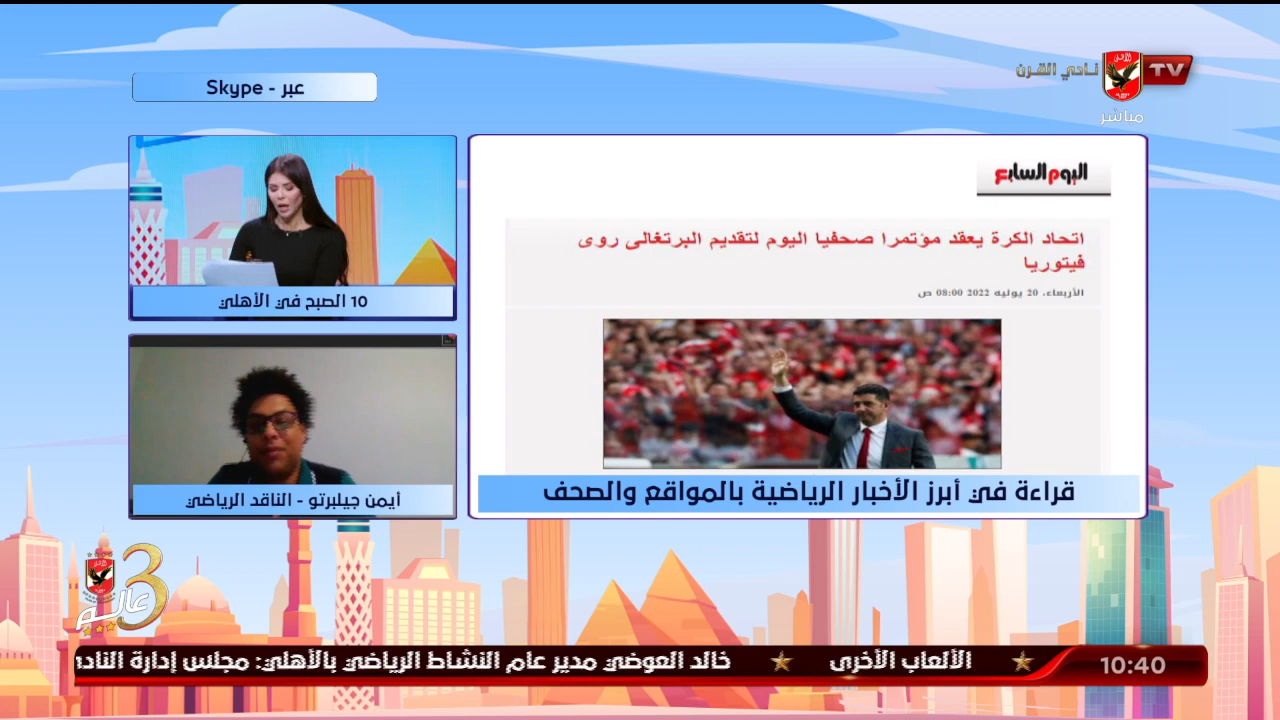 عبر - Skype
نادي القرن
TV
مباشر
اليوم السابع
اتحاد الكرة يعقد مؤتمرا صحفيا اليوم لتقديم البرتغالى روى
فيتوريا
الأربعاء، 20 يوليه 2022 08:00 ص
10 الصبح في الأهلي
أيمن جيلبرتو - الناقد الرياضي
قراءة في أبرز الأخبار الرياضية بالمواقع والصحف
3 عالم
10:40
الألعاب الأخرى
خالد العوضي مدير عام النشاط الرياضي بالأهلي: مجلس إدارة الناد